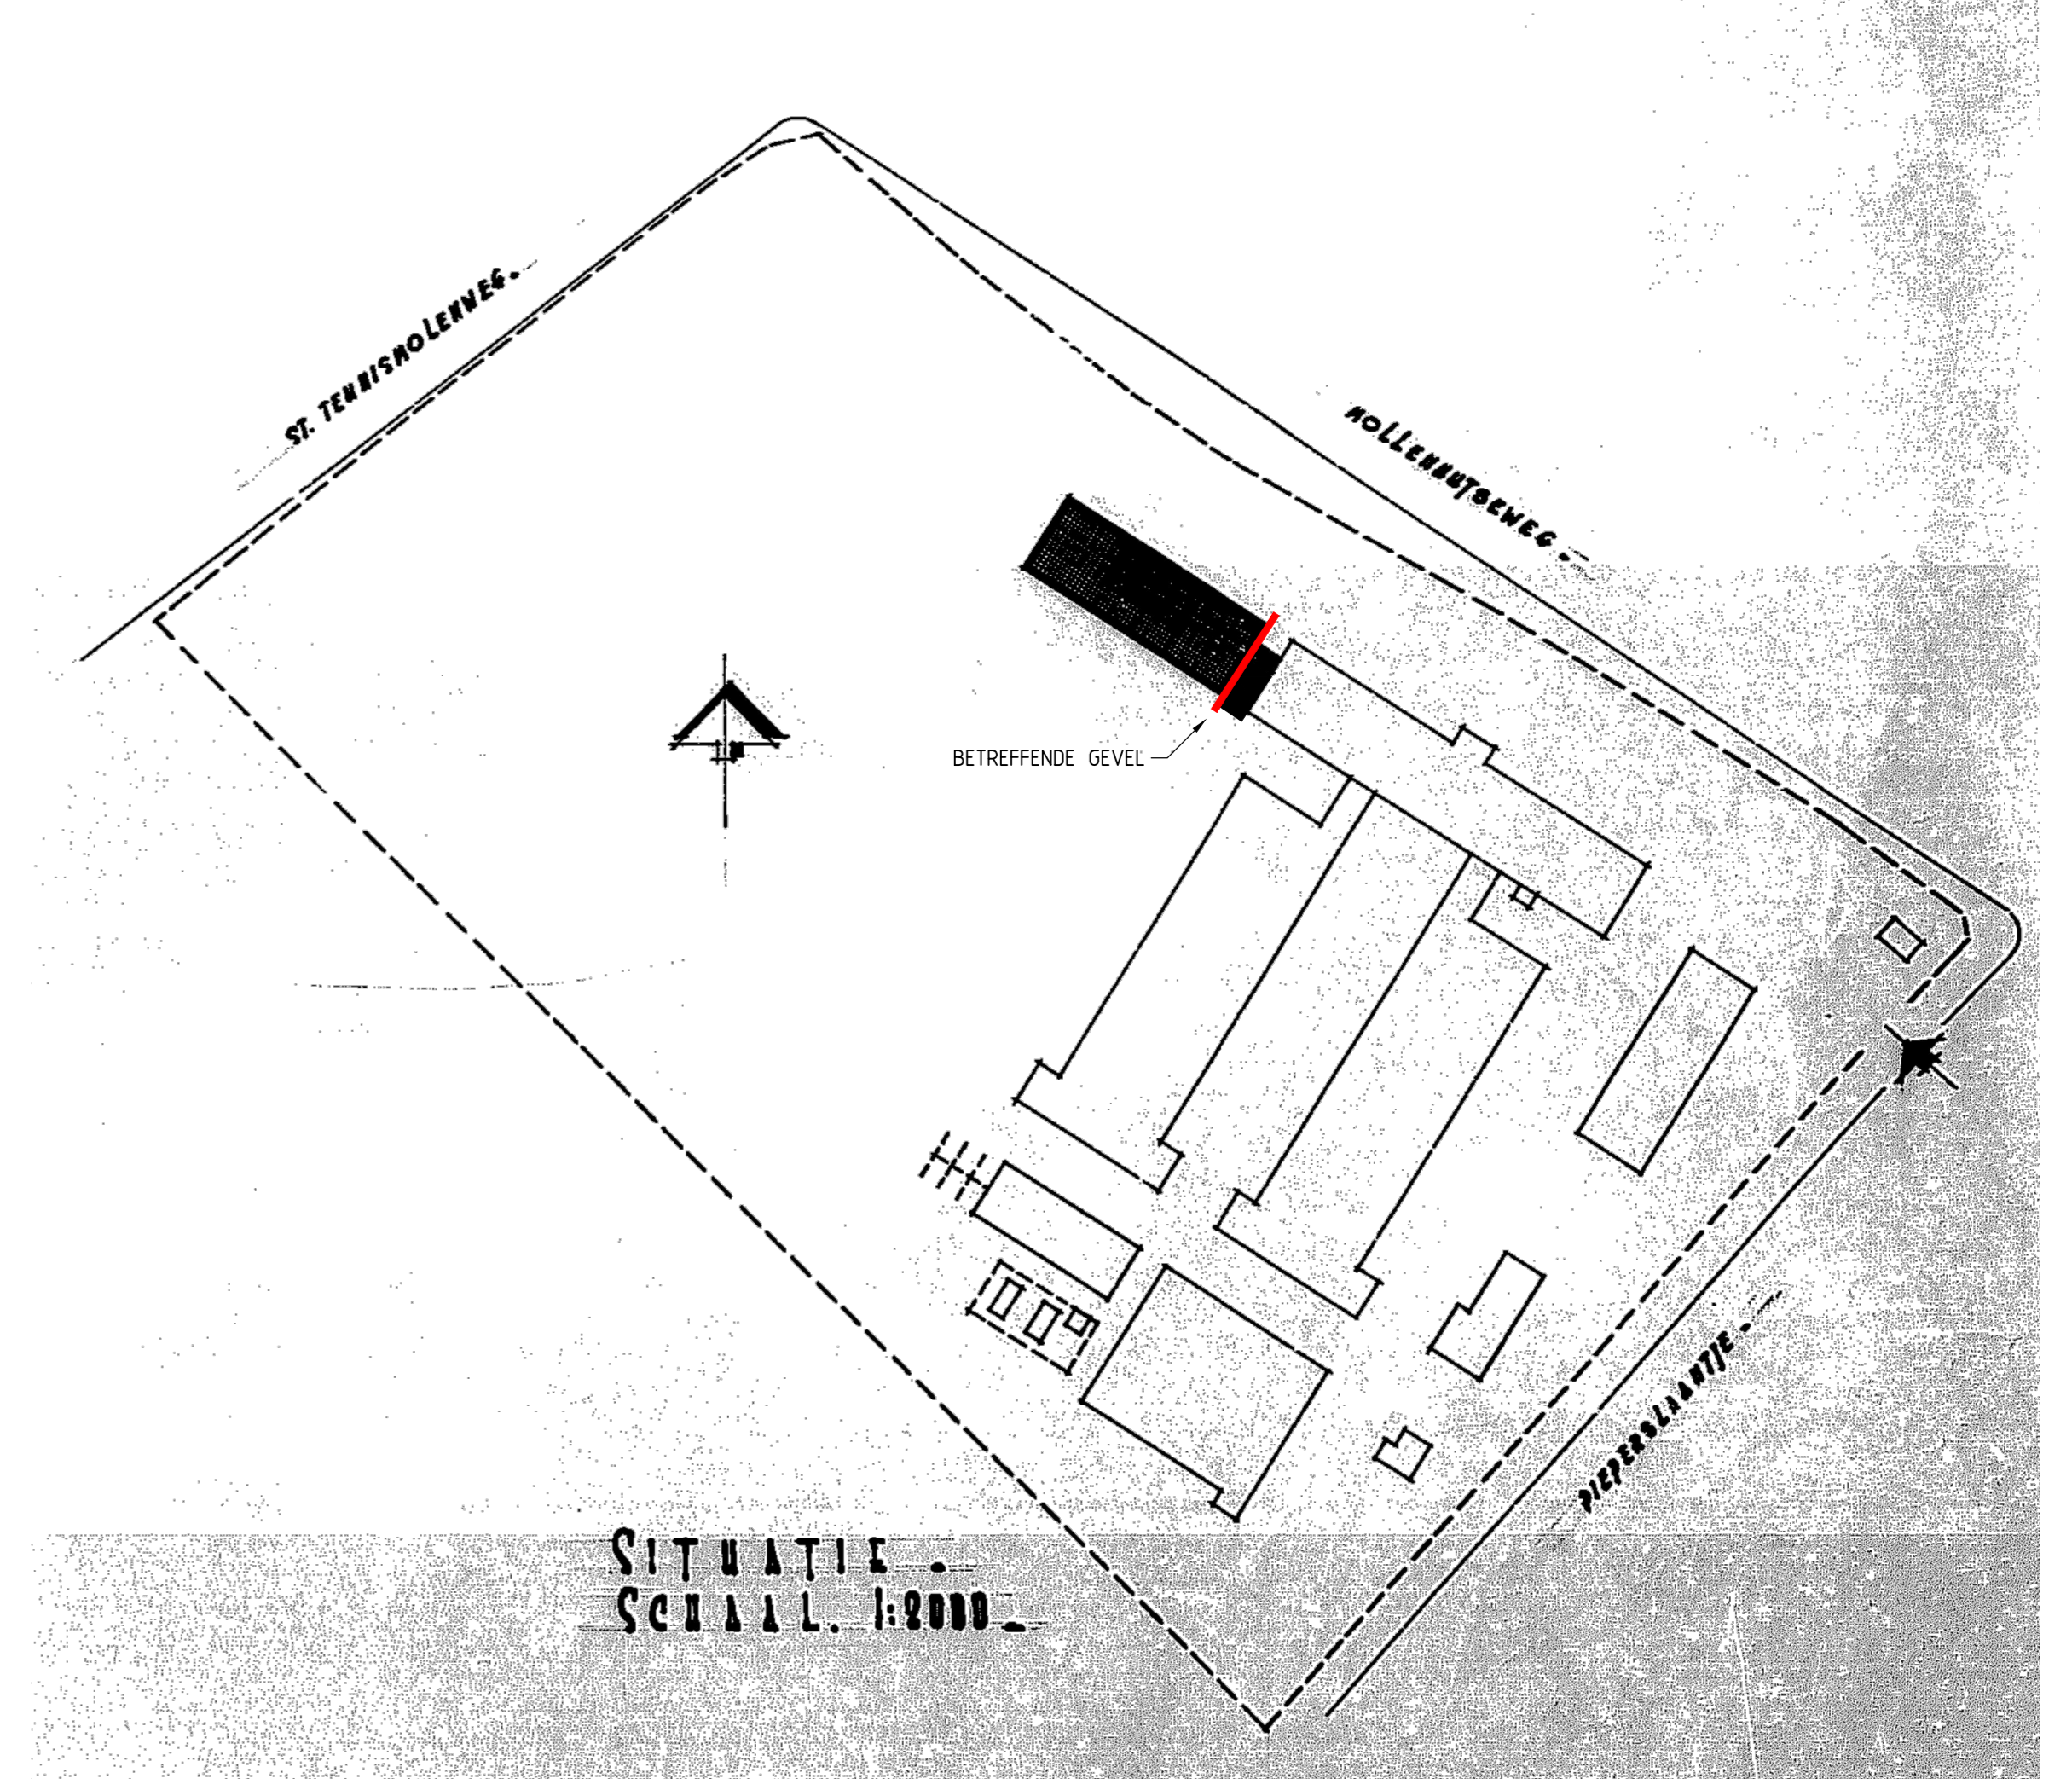 ST. TENNISMOLENWEG.
MOLLENHUTSEWEG.
BETREFFENDE GEVEL
PIEPERSLAANTJE.
SITUATIE.
SCHAAL. 1:2000